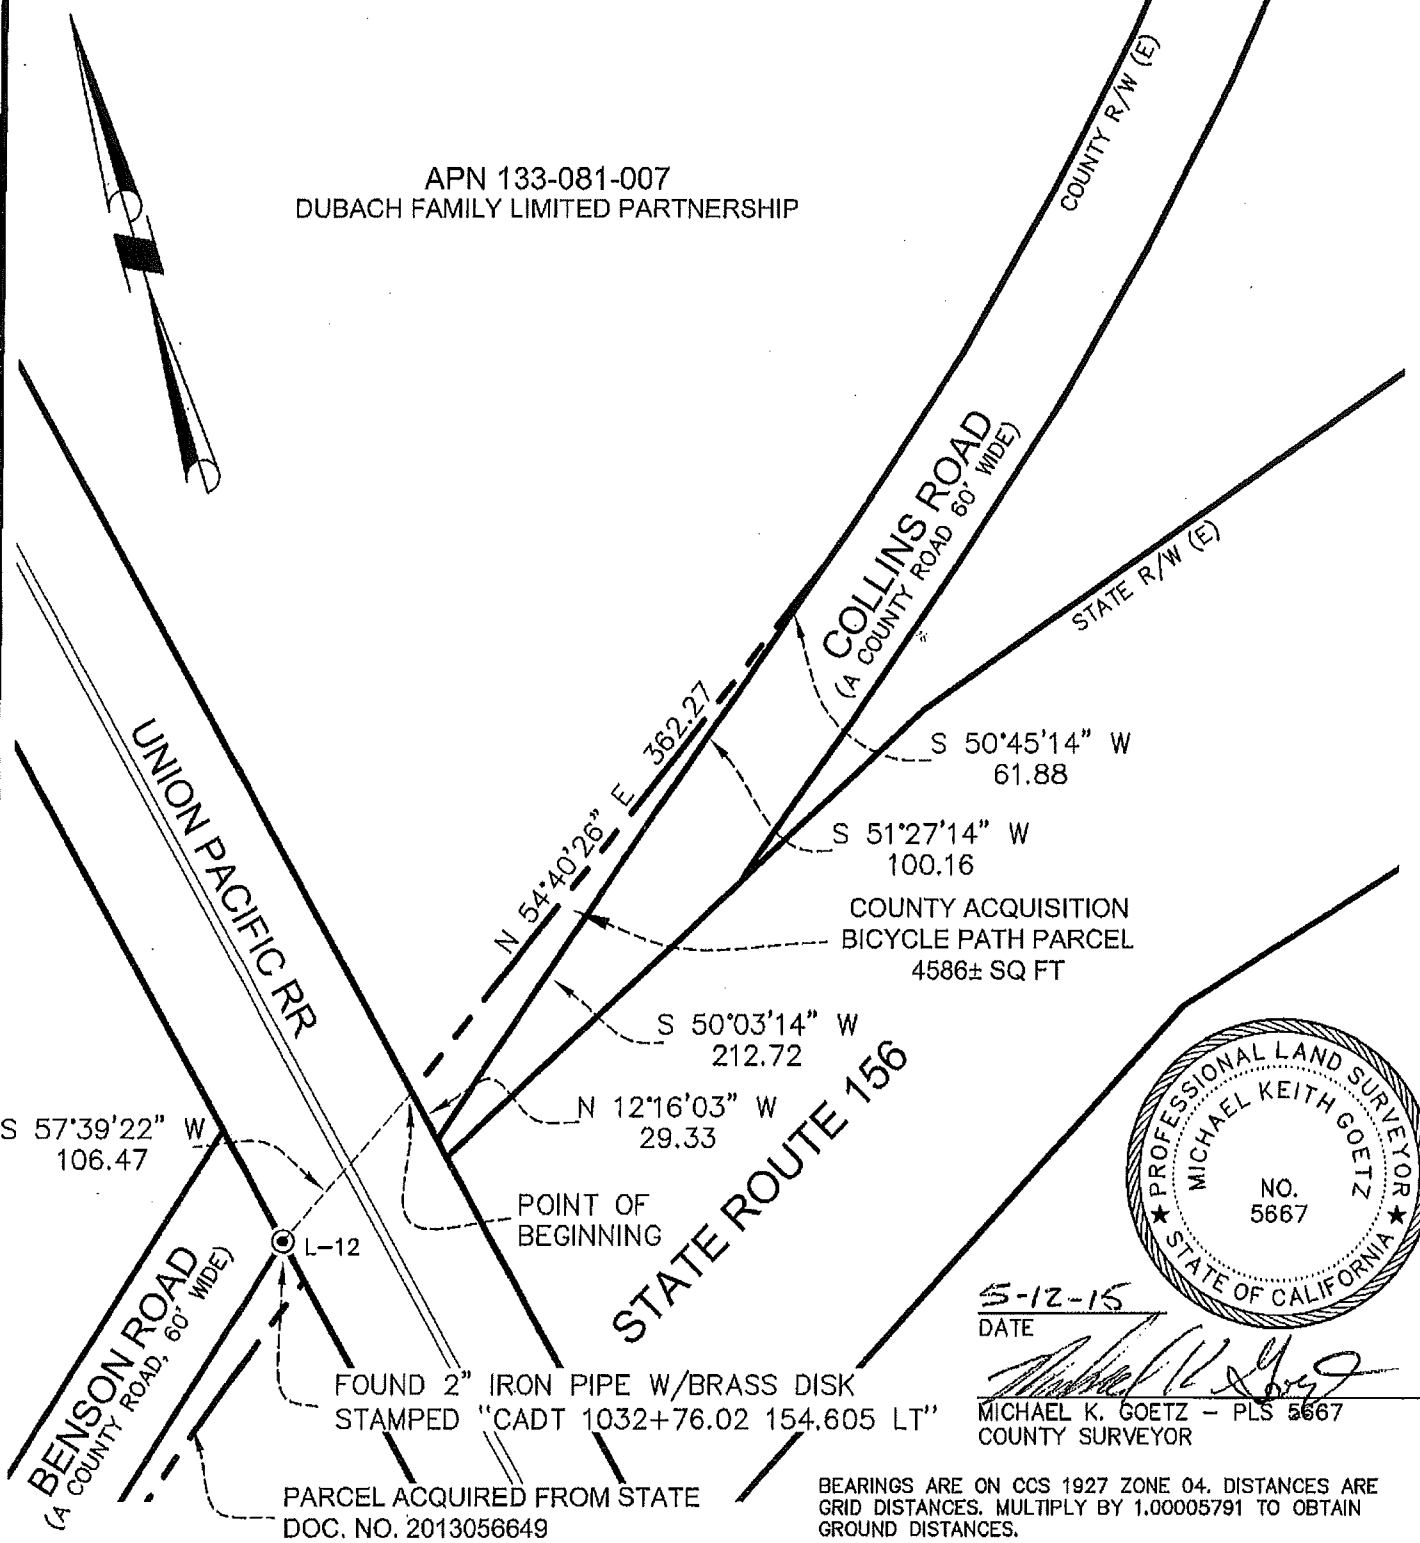 APN 133-081-007
DUBACH FAMILY LIMITED PARTNERSHIP
COUNTY R/W (E)
COLLINS ROAD
(A COUNTY ROAD 60' WIDE)
STATE R/W (E)
UNION PACIFIC RR
N 54°40'26" E 362.27
S 50°45'14" W
61.88
S 51°27'14" W
100.16
COUNTY ACQUISITION
BICYCLE PATH PARCEL
4586± SQ FT
S 50°03'14" W
212.72
N 12°16'03" W
29.33
S 57°39'22" W
106.47
POINT OF
BEGINNING
L-12
STATE ROUTE 156
BENSON ROAD
(A COUNTY ROAD, 60' WIDE)
FOUND 2" IRON PIPE W/BRASS DISK
STAMPED "CADT 1032+76.02 154.605 LT"
PARCEL ACQUIRED FROM STATE
DOC. NO. 2013056649
PROFESSIONAL LAND SURVEYOR
MICHAEL KEITH GOETZ
NO.
5667
★ STATE OF CALIFORNIA ★
5-12-15
DATE
Michael K Goetz
MICHAEL K. GOETZ - PLS 5667
COUNTY SURVEYOR
BEARINGS ARE ON CCS 1927 ZONE 04. DISTANCES ARE
GRID DISTANCES. MULTIPLY BY 1.00005791 TO OBTAIN
GROUND DISTANCES.